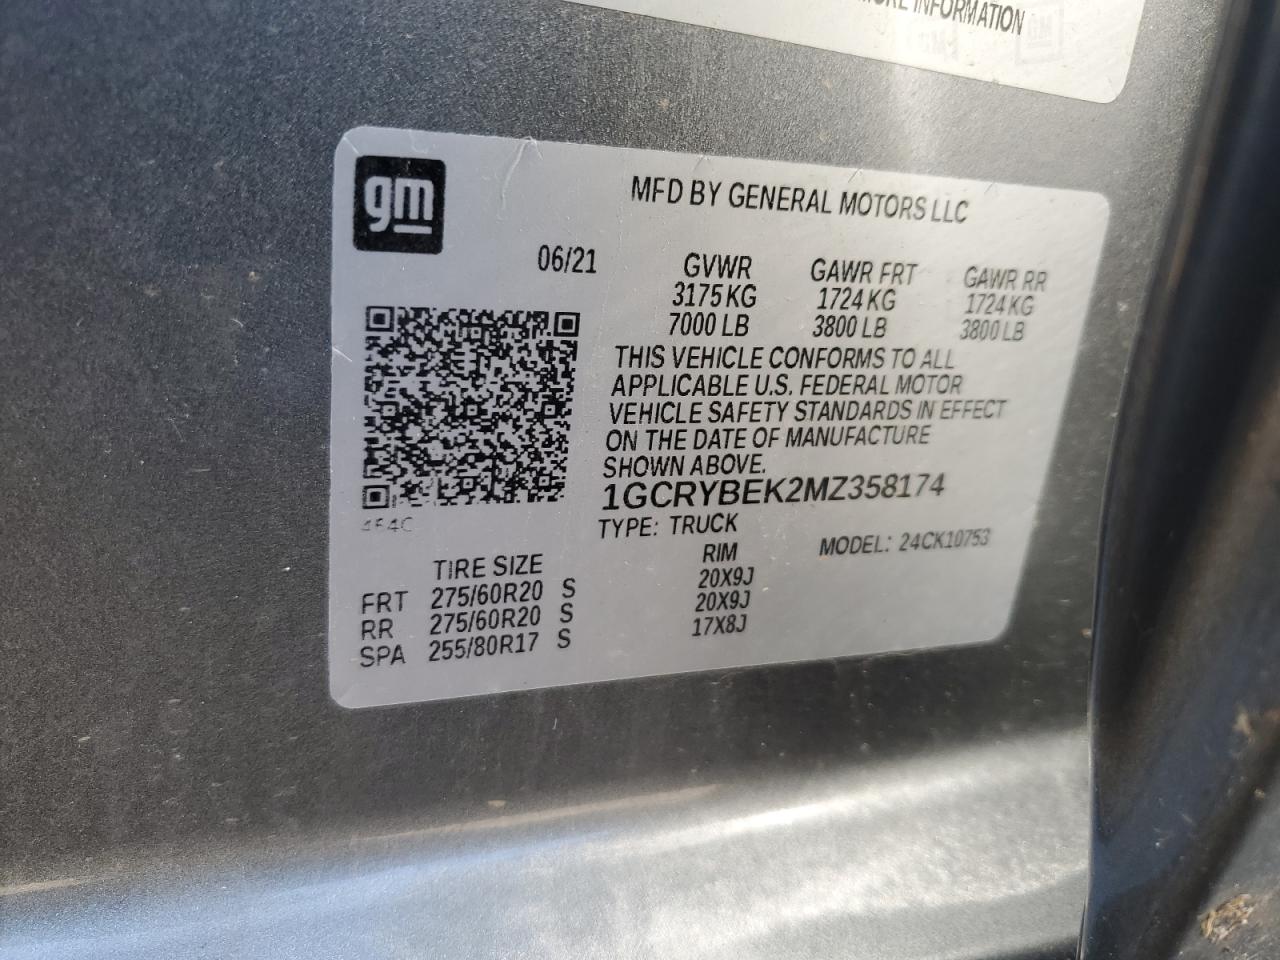 MORE INFORMATION
gm
MFD BY GENERAL MOTORS LLC
06/21
GVWR GAWR FRT GAWR RR
3175 KG 1724 KG 1724 KG
7000 LB 3800 LB 3800 LB
THIS VEHICLE CONFORMS TO ALL
APPLICABLE U.S. FEDERAL MOTOR
VEHICLE SAFETY STANDARDS IN EFFECT
ON THE DATE OF MANUFACTURE
SHOWN ABOVE.
1GCRYBEK2MZ358174
TYPE: TRUCK MODEL: 24CK10753
TIRE SIZE RIM
FRT 275/60R20 S 20X9J
RR 275/60R20 S 20X9J
SPA 255/80R17 S 17X8J